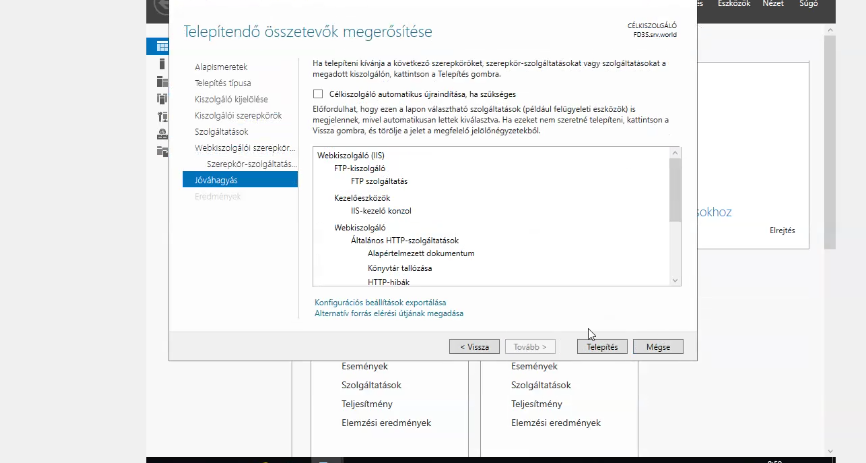 Eszközök Nézet Súgó
Telepítendő összetevők megerősítése
CÉLKISZOLGÁLÓ
FD3S.srv.world
Alapismeretek
Telepítés típusa
Kiszolgáló kijelölése
Kiszolgálói szerepkörök
Szolgáltatások
Webkiszolgálói szerepkör...
Szerepkör-szolgáltatás...
Jóváhagyás
Eredmények
Ha telepíteni kívánja a következő szerepköröket, szerepkör-szolgáltatásokat vagy szolgáltatásokat a
megadott kiszolgálón, kattintson a Telepítés gombra.
Célkiszolgáló automatikus újraindítása, ha szükséges
Előfordulhat, hogy ezen a lapon választható szolgáltatások (például felügyeleti eszközök) is
megjelennek, mivel automatikusan lettek kiválasztva. Ha ezeket nem szeretné telepíteni, kattintson a
Vissza gombra, és törölje a jelet a megfelelő jelölőnégyzetekből.
Webkiszolgáló (IIS)
FTP-kiszolgáló
FTP szolgáltatás
Kezelőeszközök
IIS-kezelő konzol
Webkiszolgáló
Általános HTTP-szolgáltatások
Alapértelmezett dokumentum
Könyvtár tallózása
HTTP-hibák
Konfigurációs beállítások exportálása
Alternatív forrás elérési útjának megadása
< Vissza
Tovább >
Telepítés
Mégse
sokhoz
Elrejtés
Események
Szolgáltatások
Teljesítmény
Elemzési eredmények
Események
Szolgáltatások
Teljesítmény
Elemzési eredmények